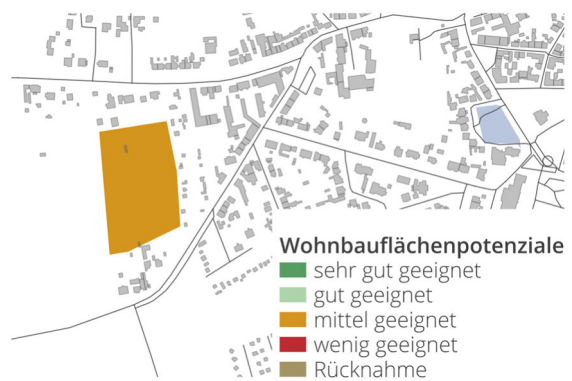 Wohnbauflächenpotenziale
sehr gut geeignet
gut geeignet
mittel geeignet
wenig geeignet
Rücknahme